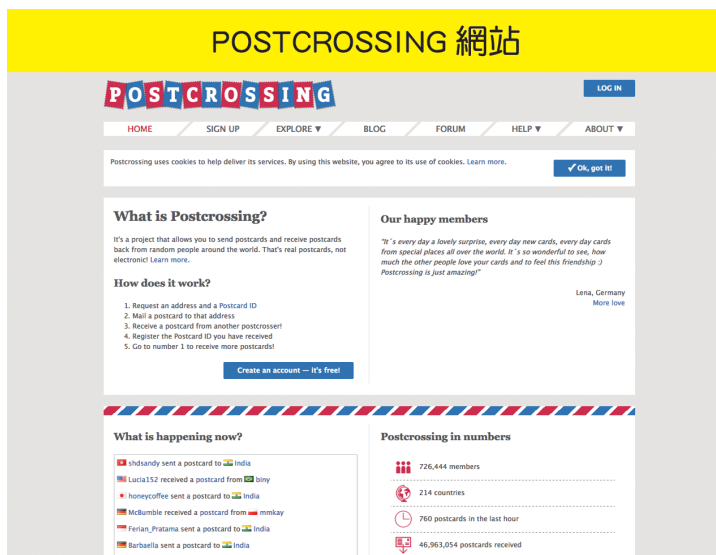 POSTCROSSING 網站
POSTCROSSING
LOG IN
HOME
SIGN UP
EXPLORE ▼
BLOG
FORUM
HELP ▼
ABOUT ▼
Postcrossing uses cookies to help deliver its services. By using this website, you agree to its use of cookies. Learn more.
✓ Ok, got it!
What is Postcrossing?
It's a project that allows you to send postcards and receive postcards
back from random people around the world. That's real postcards, not
electronic! Learn more.
How does it work?
1. Request an address and a Postcard ID
2. Mail a postcard to that address
3. Receive a postcard from another postcrosser!
4. Register the Postcard ID you have received
5. Go to number 1 to receive more postcards!
Create an account — it's free!
Our happy members
"It´s every day a lovely surprise, every day new cards, every day cards
from special places all over the world. It´s so wonderful to see, how
much the other people love your cards and to feel this friendship :)
Postcrossing is just amazing!"
Lena, Germany
More love
What is happening now?
shdsandy sent a postcard to India
Lucia152 received a postcard from biny
honeycoffee sent a postcard to India
McBumble received a postcard from mmkay
Ferian_Pratama sent a postcard to India
Barbaella sent a postcard to India
Postcrossing in numbers
726,444 members
214 countries
760 postcards in the last hour
46,963,054 postcards received